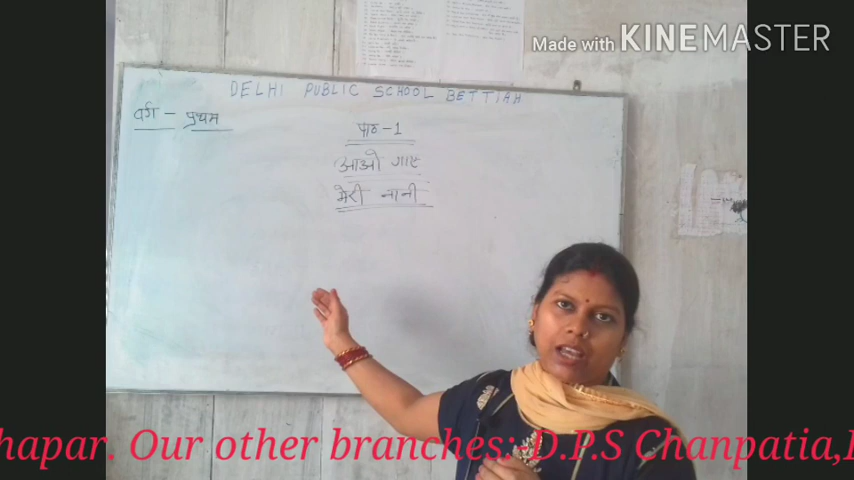 Made with KINEMASTER
DELHI PUBLIC SCHOOL BETTIAH
वर्ग - प्रथम
पाठ-1
आओ गाए
मेरी नानी
hapar. Our other branches:-D.P.S Chanpatia,